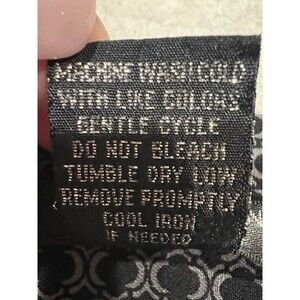 MACHINE WASH COLD
WITH LIKE COLORS
GENTLE CYCLE
DO NOT BLEACH
TUMBLE DRY LOW
REMOVE PROMPTLY
COOL IRON
IF NEEDED